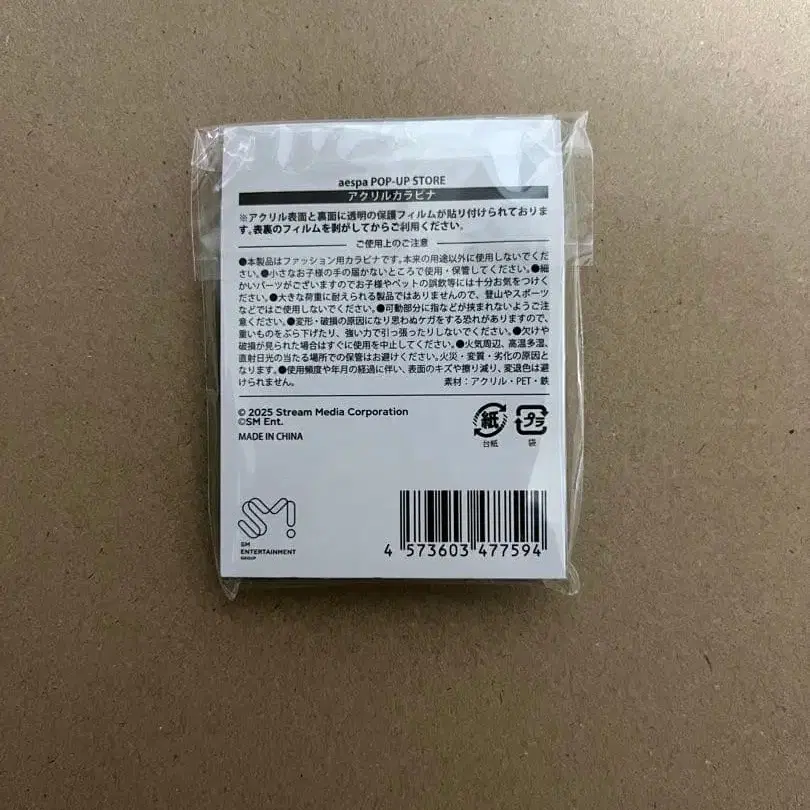 aespa POP-UP STORE
アクリルカラビナ
※アクリル表面と裏面に透明の保護フィルムが貼り付けられておりま
す。表裏のフィルムを剥がしてからご利用ください。
ご使用上のご注意
●本製品はファッション用カラビナです。本来の用途以外に使用しないでくだ
さい。●小さなお子様の手の届かないところで使用・保管してください。●細
かいパーツがございますのでお子様やペットの誤飲等には十分お気をつけく
ださい。●大きな荷重に耐えられる製品ではありませんので、登山やスポーツ
などではご使用しないでください。●可動部分に指などが挟まれないようご注
意ください。●変形・破損の原因になり思わぬケガをする恐れがありますので、
重いものをぶら下げたり、強い力で引っ張ったりしないでください。●欠けや
破損が見られた場合はすぐに使用を中止してください。●火気周辺、高温多湿、
直射日光の当たる場所での保管はお避けください。火災・変質・劣化の原因と
なります。●使用頻度や年月の経過に伴い、表面のキズや擦り減り、変退色は避
けられません。
素材：アクリル・PET・鉄
© 2025 Stream Media Corporation
©SM Ent.
MADE IN CHINA
紙
台紙
プラ
袋
SM
ENTERTAINMENT
GROUP
4 573603 477594